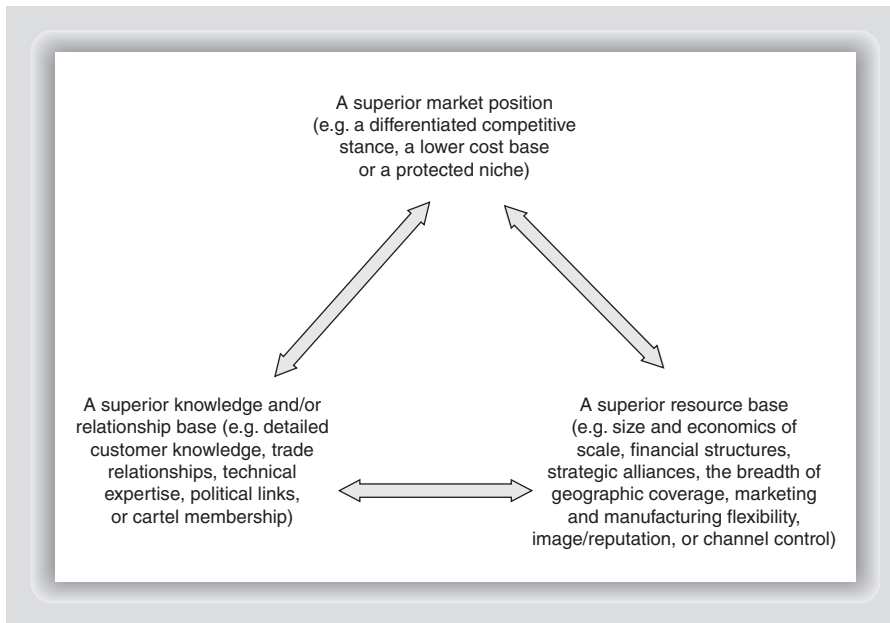 A superior market position
(e.g. a differentiated competitive
stance, a lower cost base
or a protected niche)
A superior knowledge and/or
relationship base (e.g. detailed
customer knowledge, trade
relationships, technical
expertise, political links,
or cartel membership)
A superior resource base
(e.g. size and economics of
scale, financial structures,
strategic alliances, the breadth of
geographic coverage, marketing
and manufacturing flexibility,
image/reputation, or channel control)